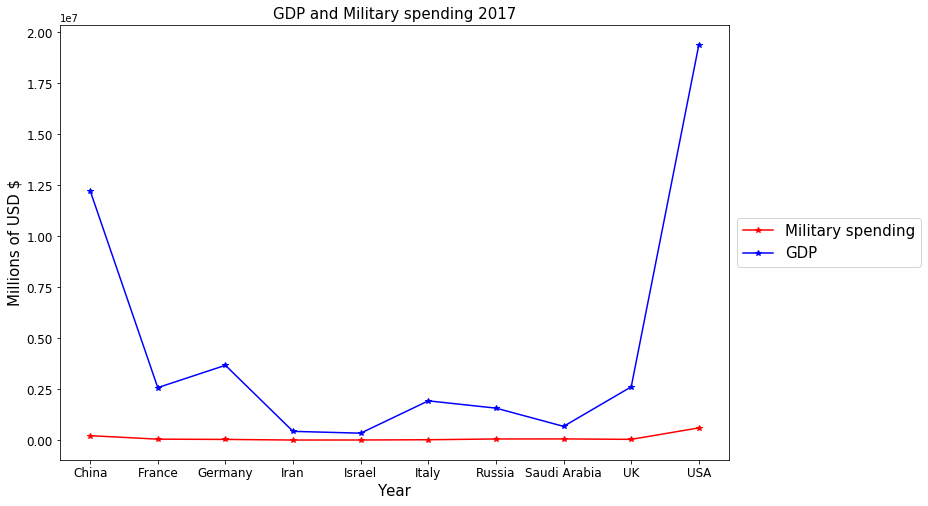 GDP and Military spending 2017
1e7
2.00
1.75
1.50
1.25
1.00
0.75
0.50
0.25
0.00
Millions of USD $
China France Germany Iran Israel Italy Russia Saudi Arabia UK USA
Year
Military spending
GDP